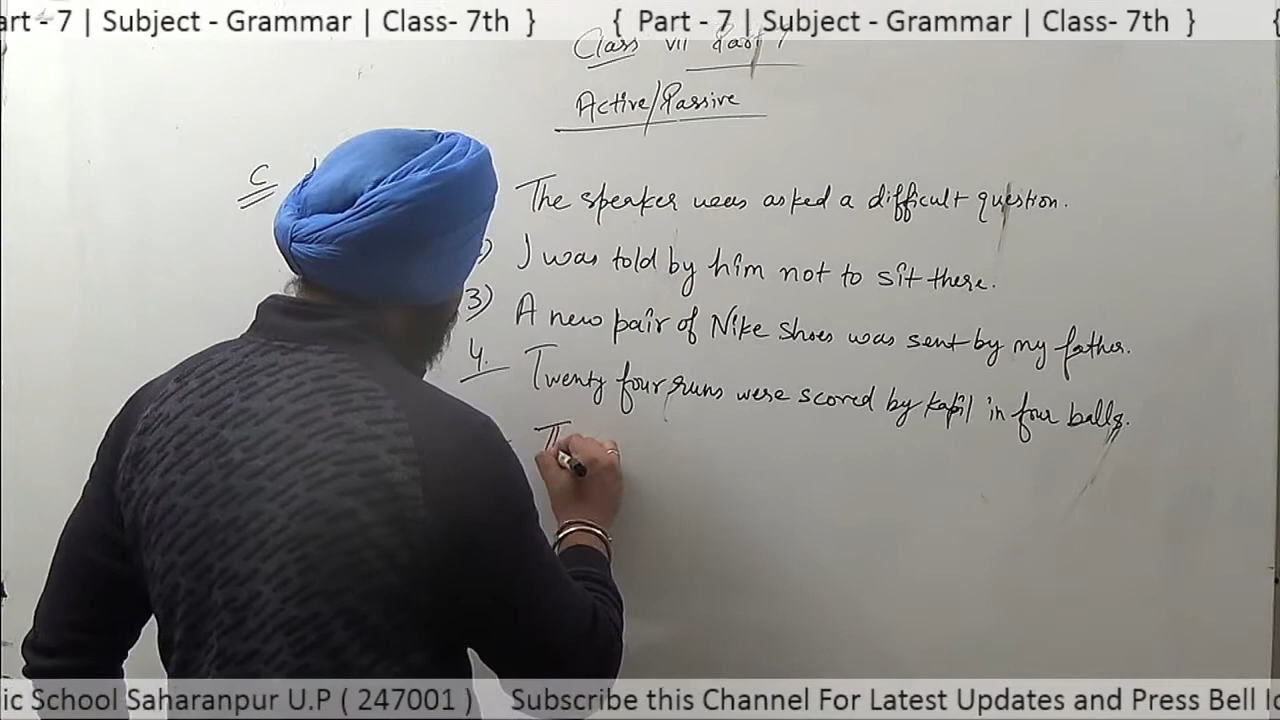 art - 7 | Subject - Grammar | Class- 7th } { Part - 7 | Subject - Grammar | Class- 7th } {
}
Class VII Part 7
Active/Passive
C
The speaker was asked a difficult question.
) I was told by him not to sit there.
3) A new pair of Nike Shoes was sent by my father.
4. Twenty four runs were scored by Kapil in four balls.
T
ic School Saharanpur U.P ( 247001 ) Subscribe this Channel For Latest Updates and Press Bell Ic